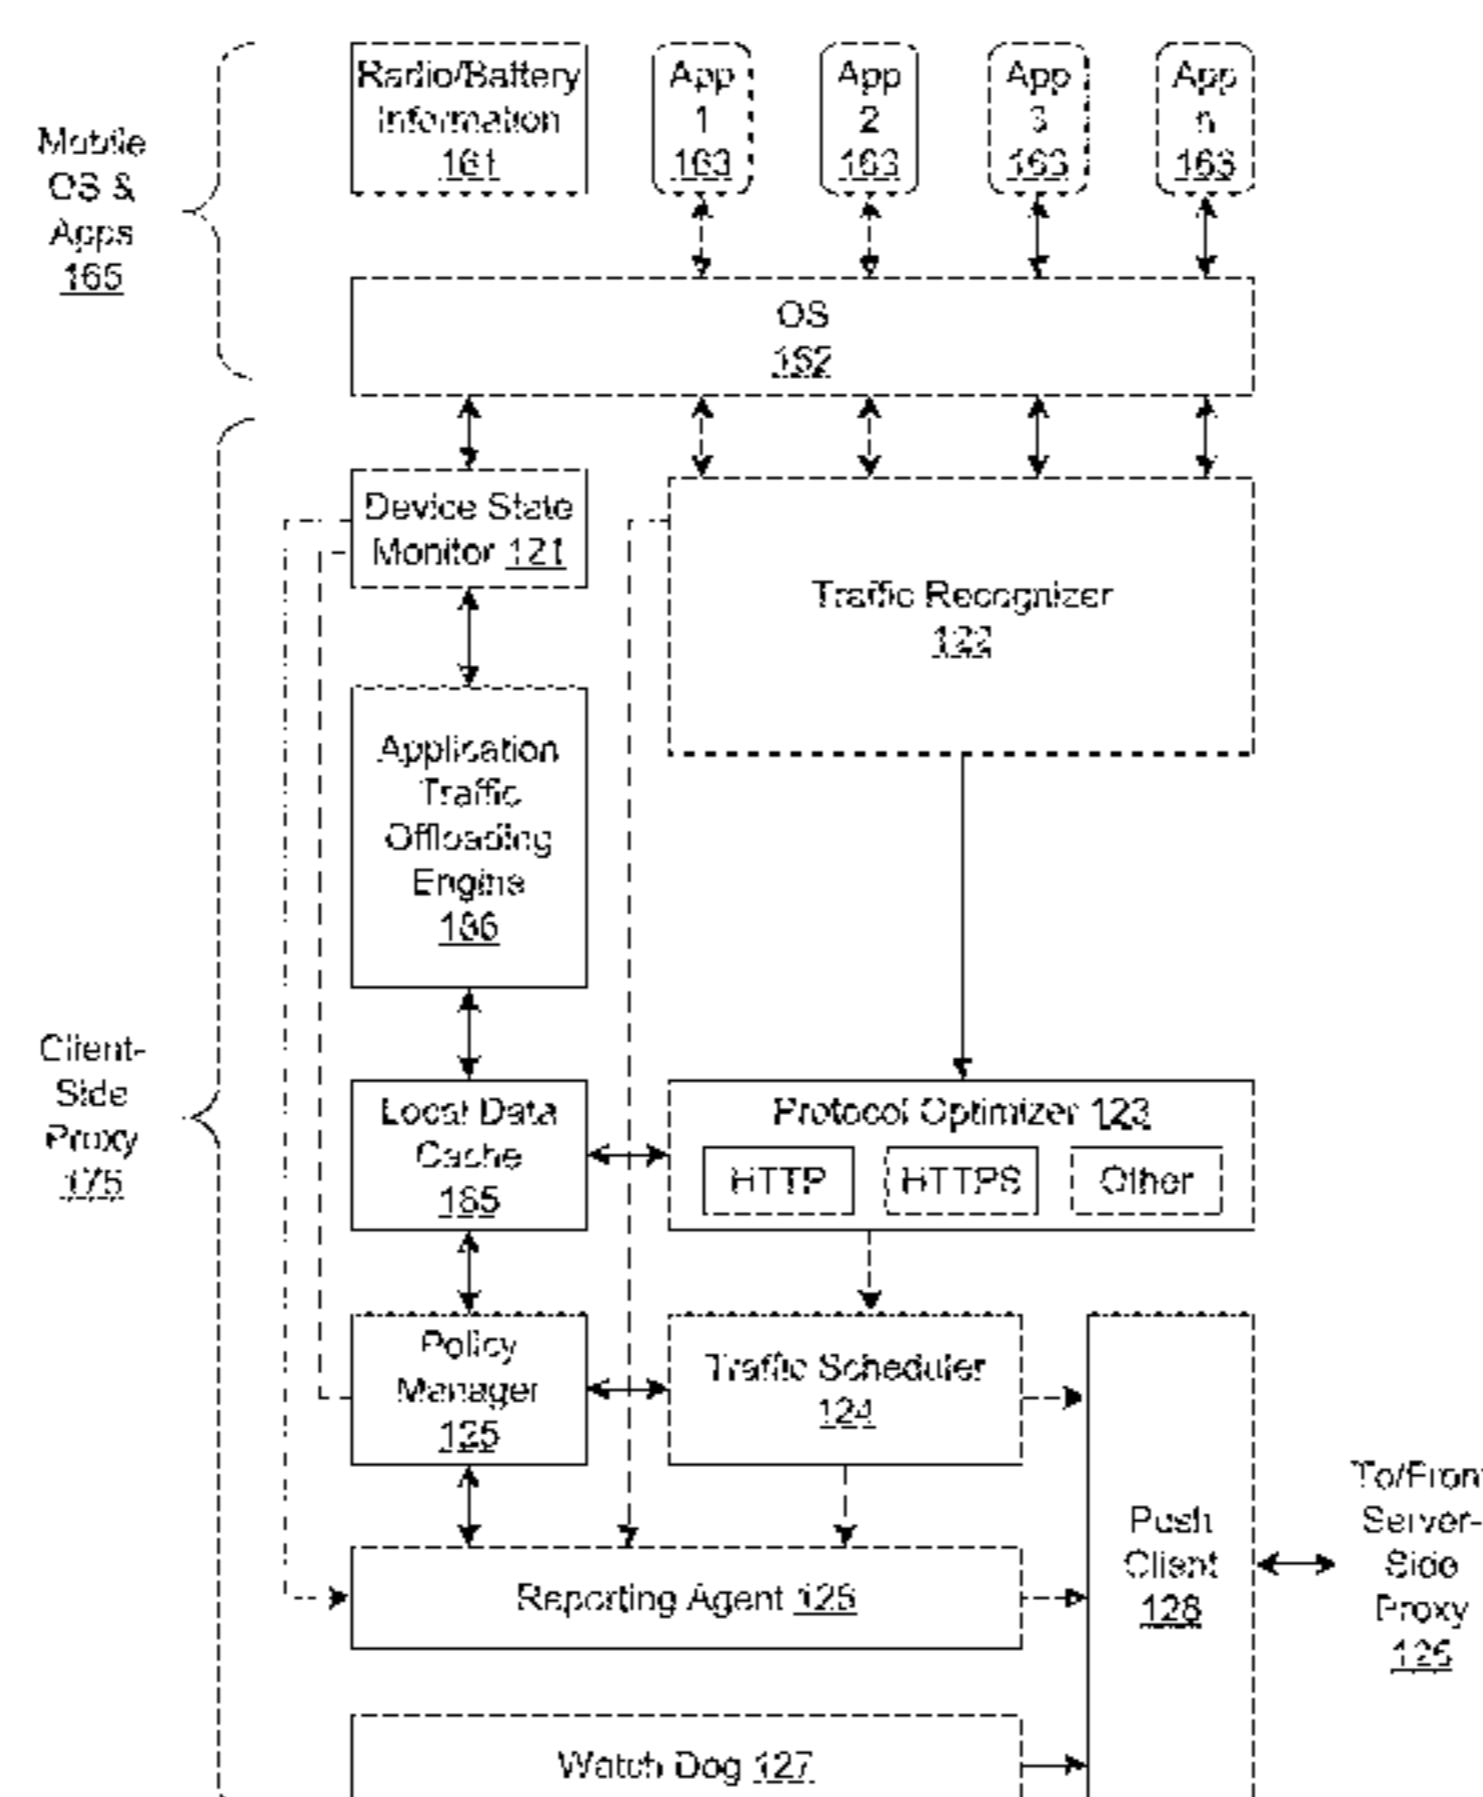 Radio/Battery
Information
161
App
1
163
App
2
163
App
3
163
App
n
163
Mobile
OS &
Apps
165
OS
162
Device State
Monitor 121
Traffic Recognizer
122
Application
Traffic
Offloading
Engine
186
Client-
Side
Proxy
175
Local Data
Cache
185
Protocol Optimizer 123
HTTP
HTTPS
Other
Policy
Manager
125
Traffic Scheduler
124
Push
Client
128
To/From
Server-
Side
Proxy
125
Reporting Agent 126
Watch Dog 127